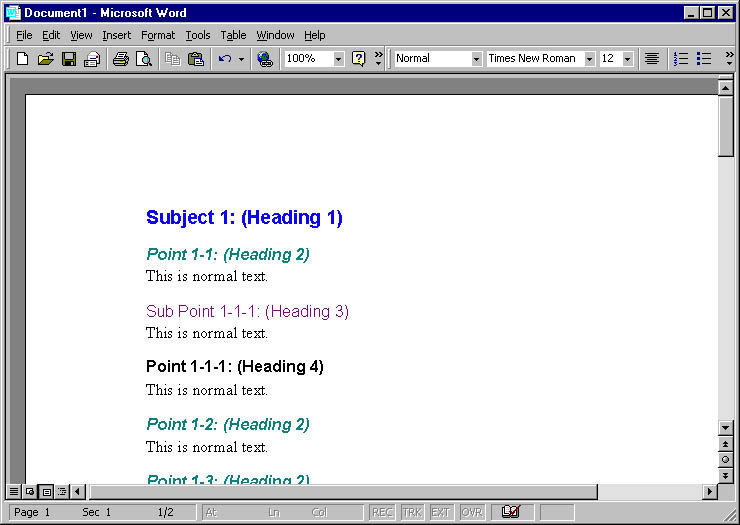 Document1 - Microsoft Word
File Edit View Insert Format Tools Table Window Help
100% Normal Times New Roman 12
Subject 1: (Heading 1)
Point 1-1: (Heading 2)
This is normal text.
Sub Point 1-1-1: (Heading 3)
This is normal text.
Point 1-1-1: (Heading 4)
This is normal text.
Point 1-2: (Heading 2)
This is normal text.
Point 1-3: (Heading 2)
Page 1 Sec 1 1/2 At Ln Col REC TRK EXT OVR